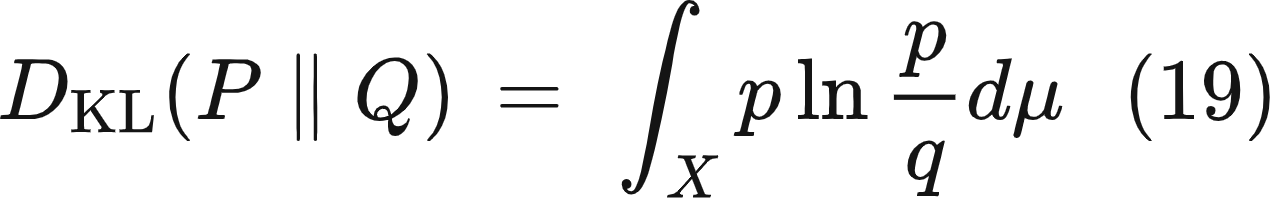 D_KL(P ∥ Q) = ∫_X p ln p/q dμ (19)